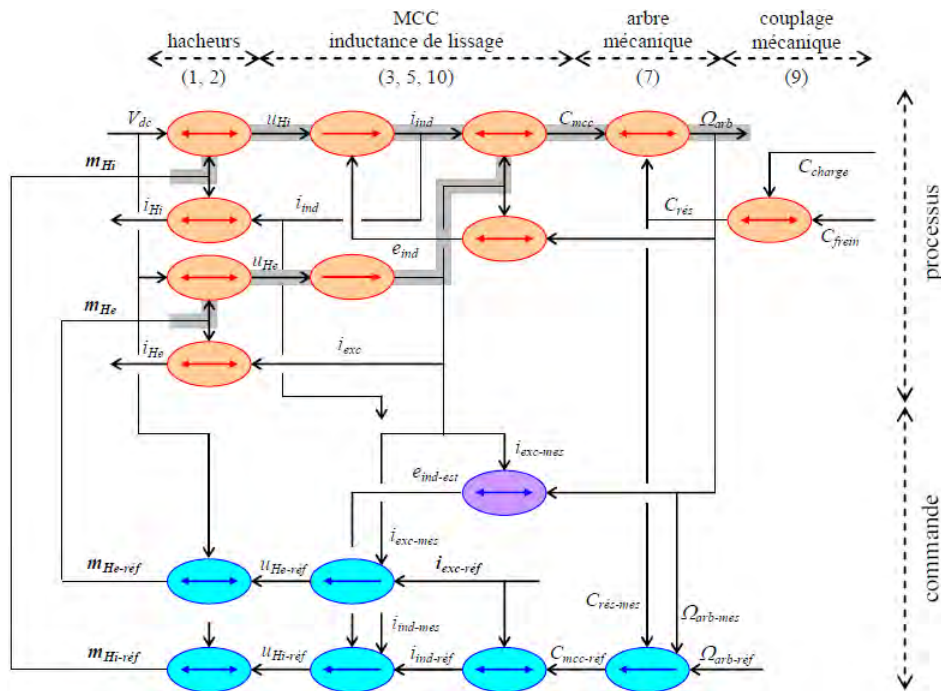 MCC
arbre
couplage
hacheurs
inductance de lissage
mécanique
mécanique
(1, 2)
(3, 5, 10)
(7)
(9)
V_dc
u_Hi
i_ind
C_mcc
Ω_arb
m_Hi
C_charge
i_Hi
i_ind
C_rés
e_ind
C_frein
u_He
m_He
i_He
i_exc
processus
i_exc-mes
e_ind-est
i_exc-mes
m_He-réf
u_He-réf
i_exc-réf
C_rés-mes
Ω_arb-mes
i_ind-mes
m_Hi-réf
u_Hi-réf
i_ind-réf
C_mcc-réf
Ω_arb-réf
commande